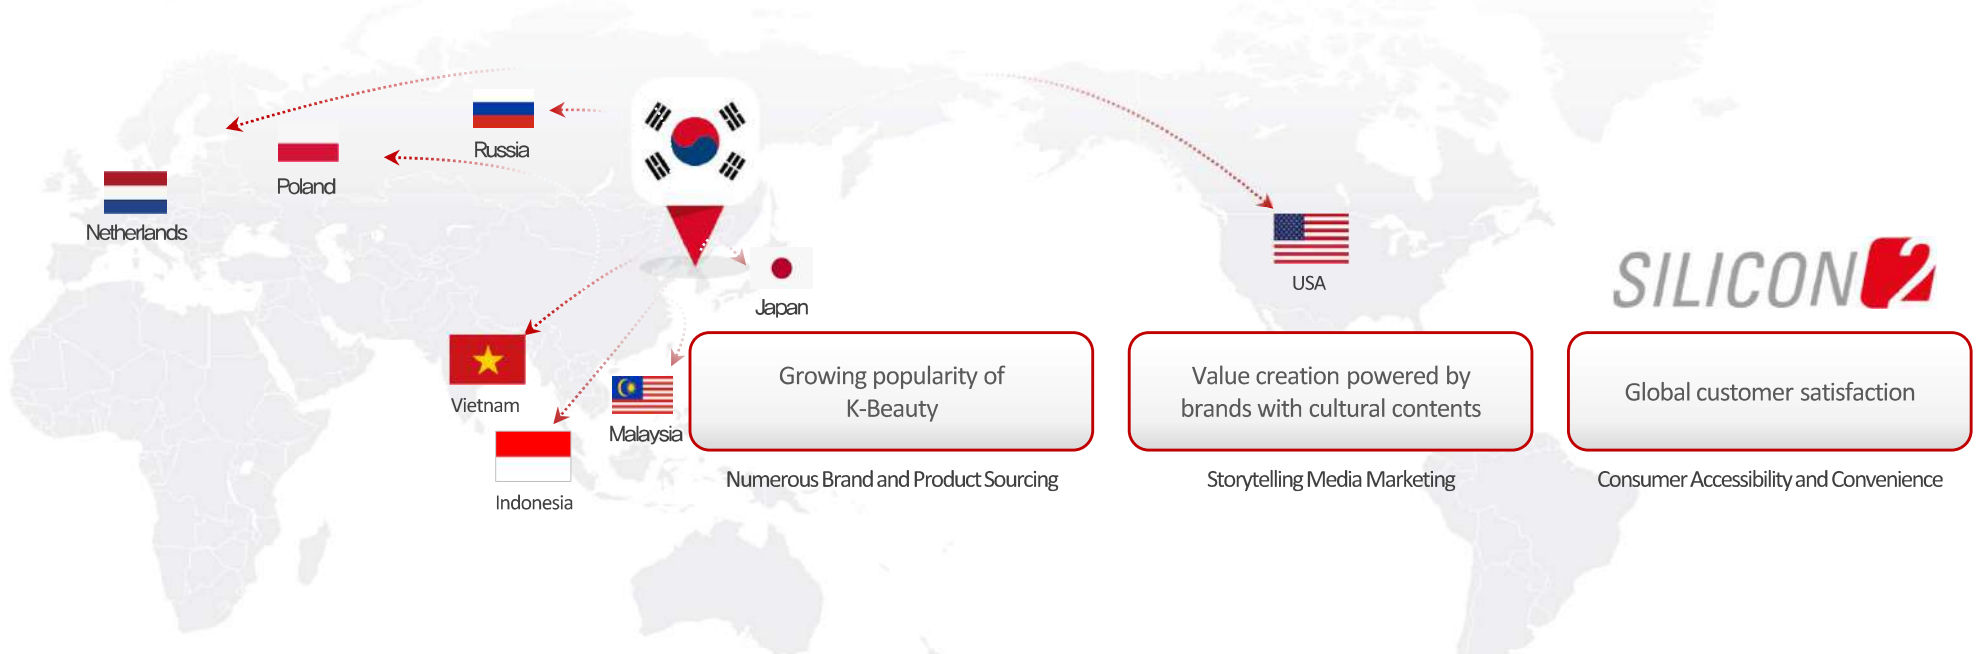 Russia
Poland
Netherlands
Japan
USA
Vietnam
Malaysia
Indonesia
SILICON2
Growing popularity of
K-Beauty
Numerous Brand and Product Sourcing
Value creation powered by
brands with cultural contents
Storytelling Media Marketing
Global customer satisfaction
Consumer Accessibility and Convenience